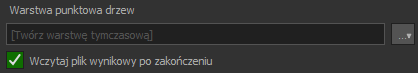 Warstwa punktowa drzew
[Twórz warstwę tymczasową]
...
Wczytaj plik wynikowy po zakończeniu